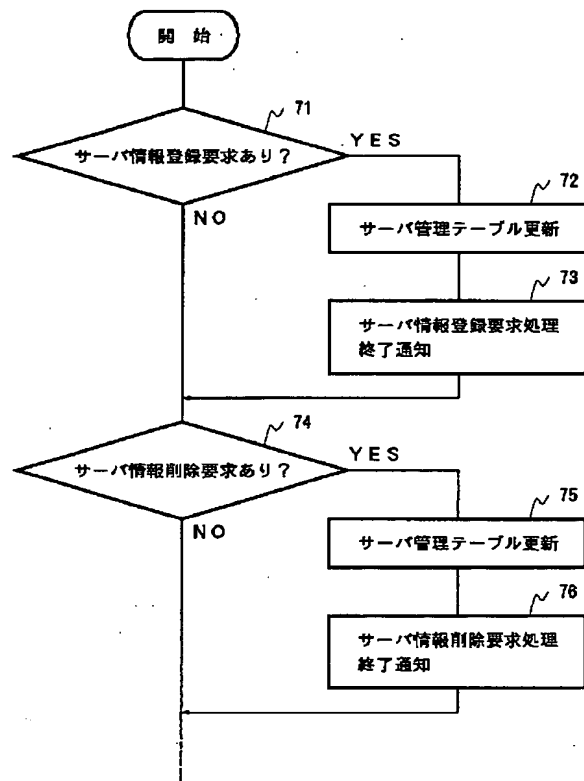 開 始
71
サーバ情報登録要求あり？
YES
NO
72
サーバ管理テーブル更新
73
サーバ情報登録要求処理
終了通知
74
サーバ情報削除要求あり？
YES
NO
75
サーバ管理テーブル更新
76
サーバ情報削除要求処理
終了通知